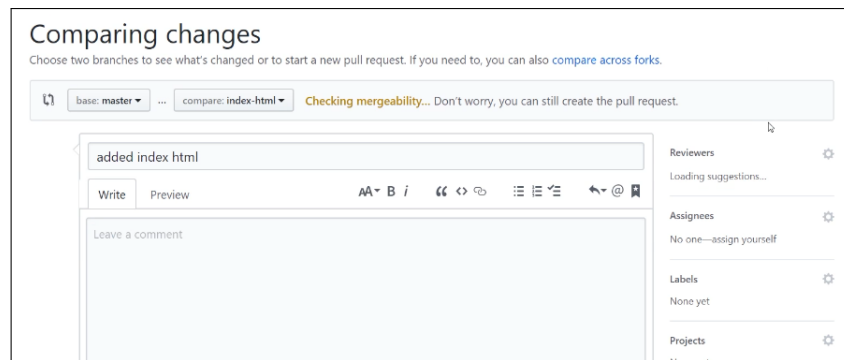 Comparing changes
Choose two branches to see what's changed or to start a new pull request. If you need to, you can also compare across forks.
base: master ... compare: index-html Checking mergeability... Don't worry, you can still create the pull request.
added index html
Write Preview AA B i “ <> @
Leave a comment
Reviewers
Loading suggestions...
Assignees
No one—assign yourself
Labels
None yet
Projects